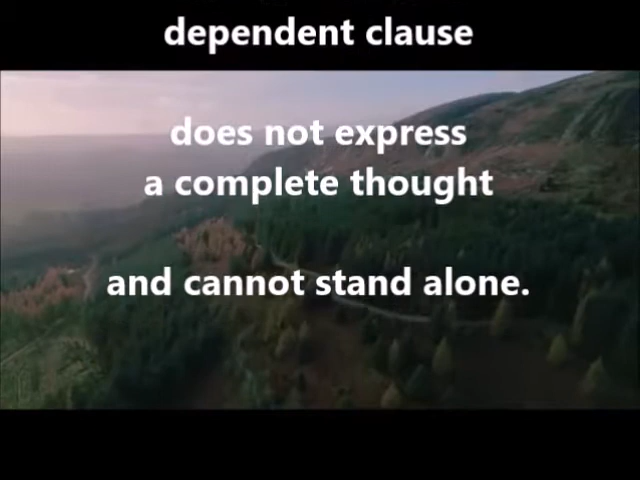 dependent clause
does not express
a complete thought
and cannot stand alone.